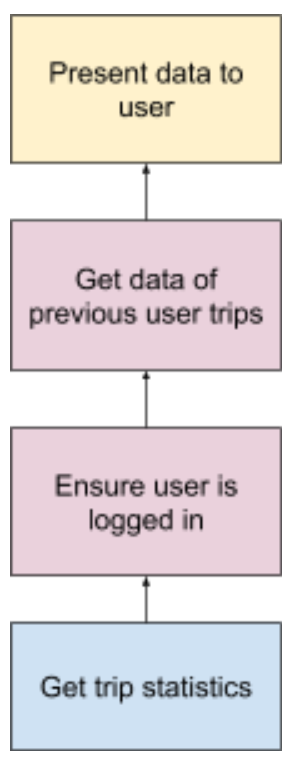 Present data to
user
Get data of
previous user trips
Ensure user is
logged in
Get trip statistics